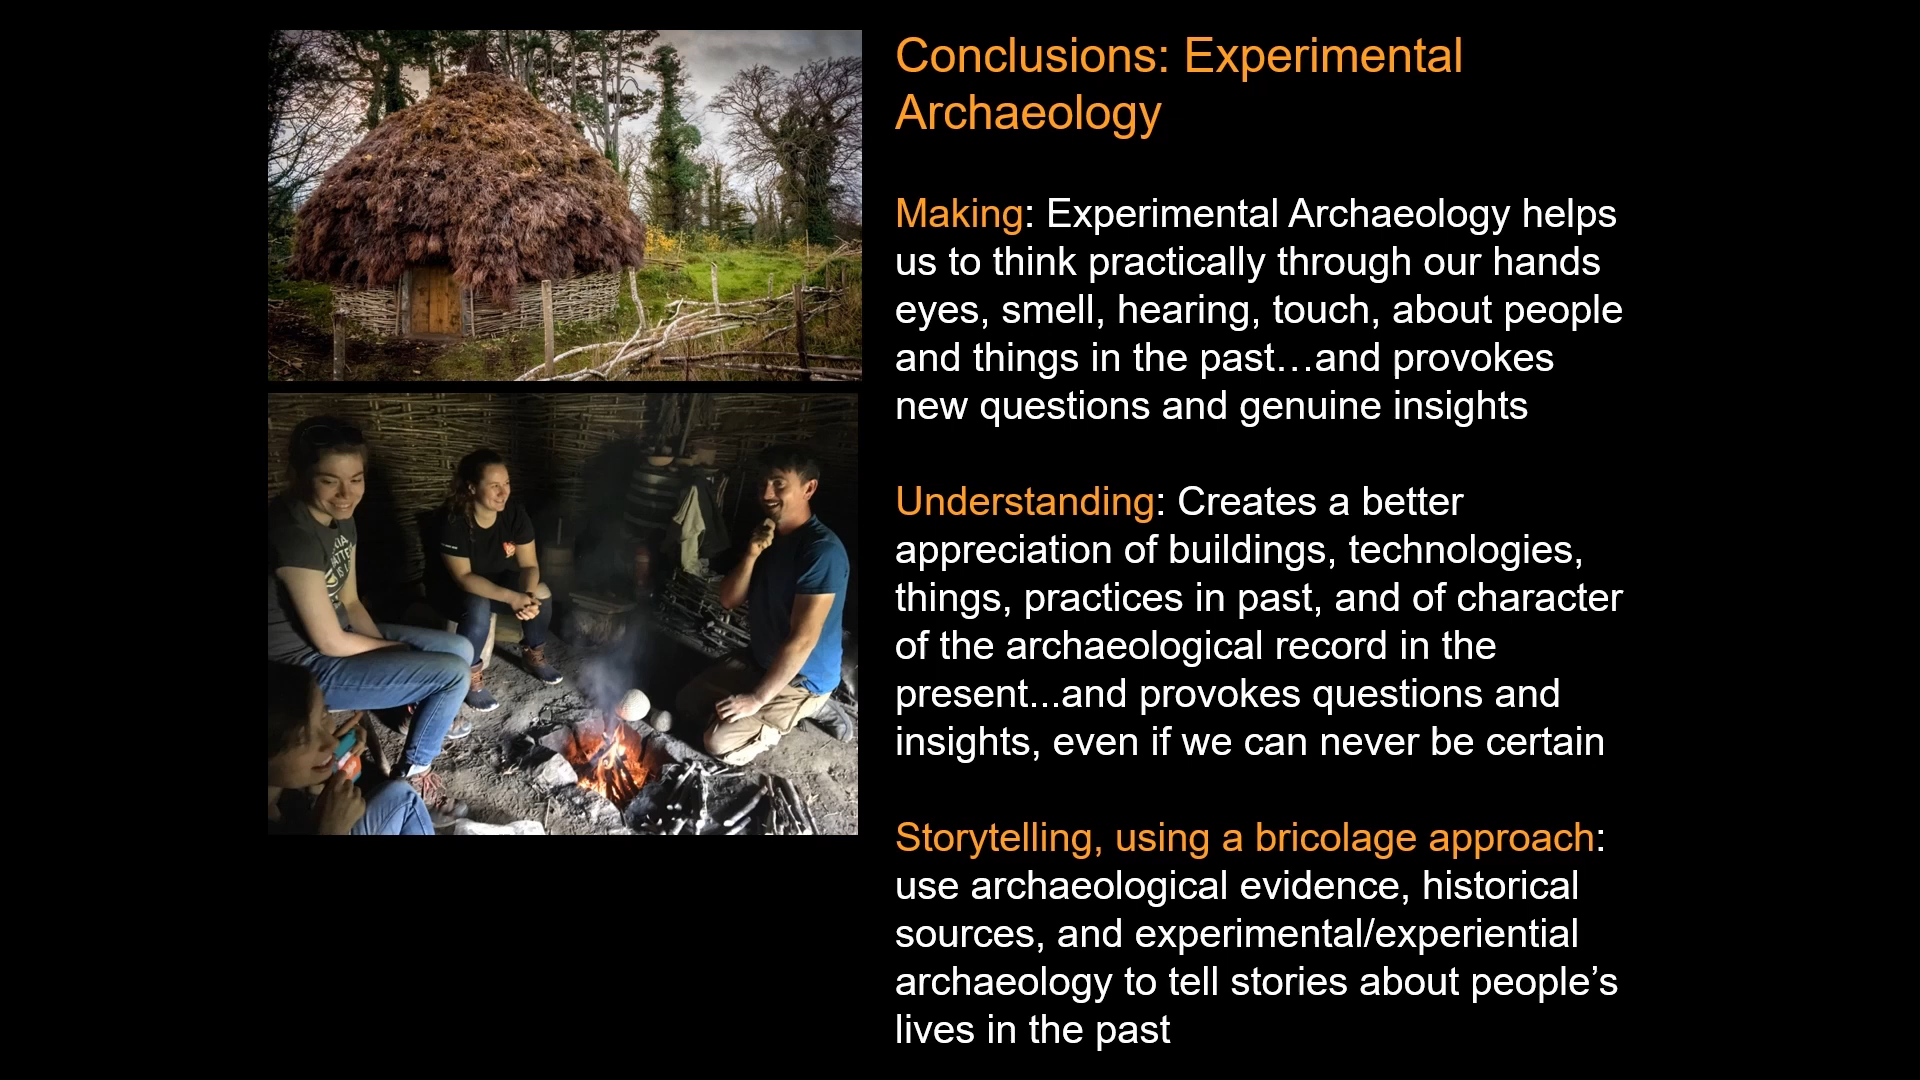 Conclusions: Experimental
Archaeology
Making: Experimental Archaeology helps
us to think practically through our hands
eyes, smell, hearing, touch, about people
and things in the past…and provokes
new questions and genuine insights
Understanding: Creates a better
appreciation of buildings, technologies,
things, practices in past, and of character
of the archaeological record in the
present...and provokes questions and
insights, even if we can never be certain
Storytelling, using a bricolage approach:
use archaeological evidence, historical
sources, and experimental/experiential
archaeology to tell stories about people’s
lives in the past